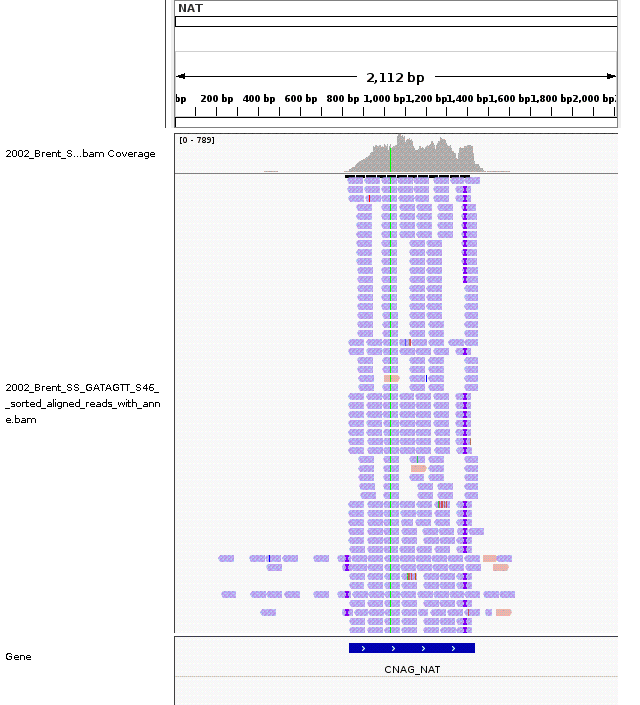 NAT
2,112 bp
bp 200 bp 400 bp 600 bp 800 bp 1,000 bp 1,200 bp 1,400 bp 1,600 bp 1,800 bp 2,000 bp
[0 - 789]
2002_Brent_S...bam Coverage
2002_Brent_SS_GATAGTT_S46_
_sorted_aligned_reads_with_ann
e.bam
Gene
CNAG_NAT